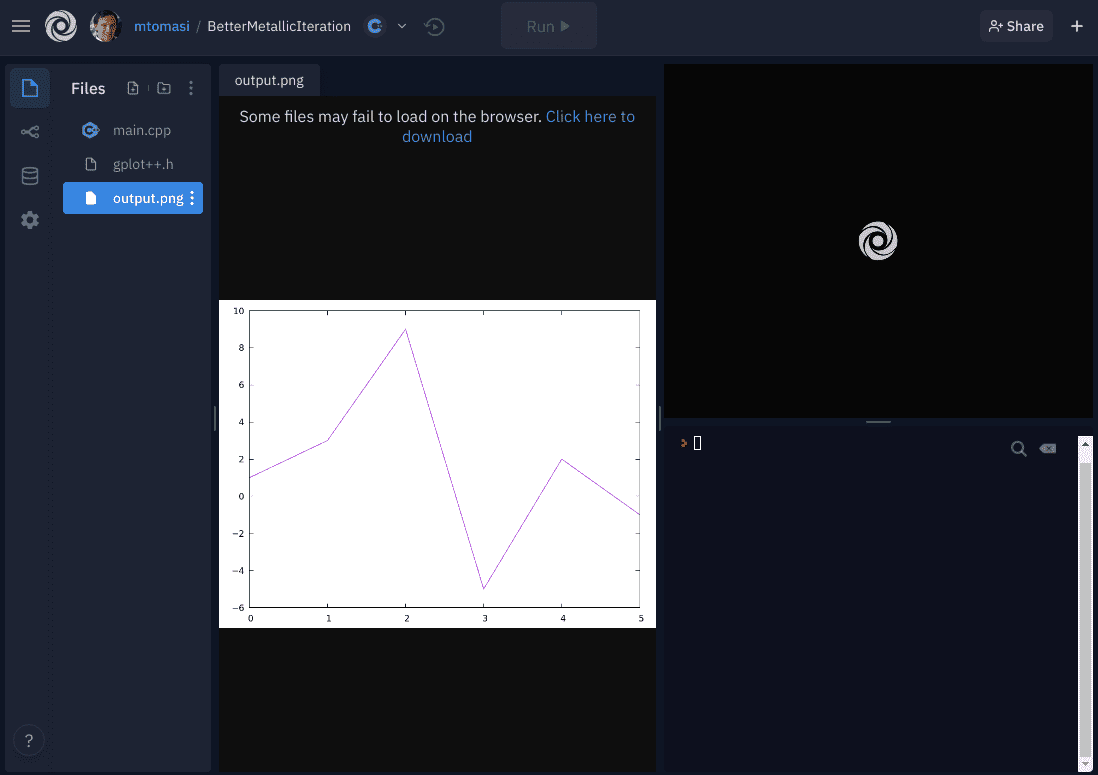 mtomasi / BetterMetallicIteration
Run
Share
Files
main.cpp
gplot++.h
output.png
output.png
Some files may fail to load on the browser. Click here to
download
10
8
6
4
2
0
−2
−4
−6
0 1 2 3 4 5
?